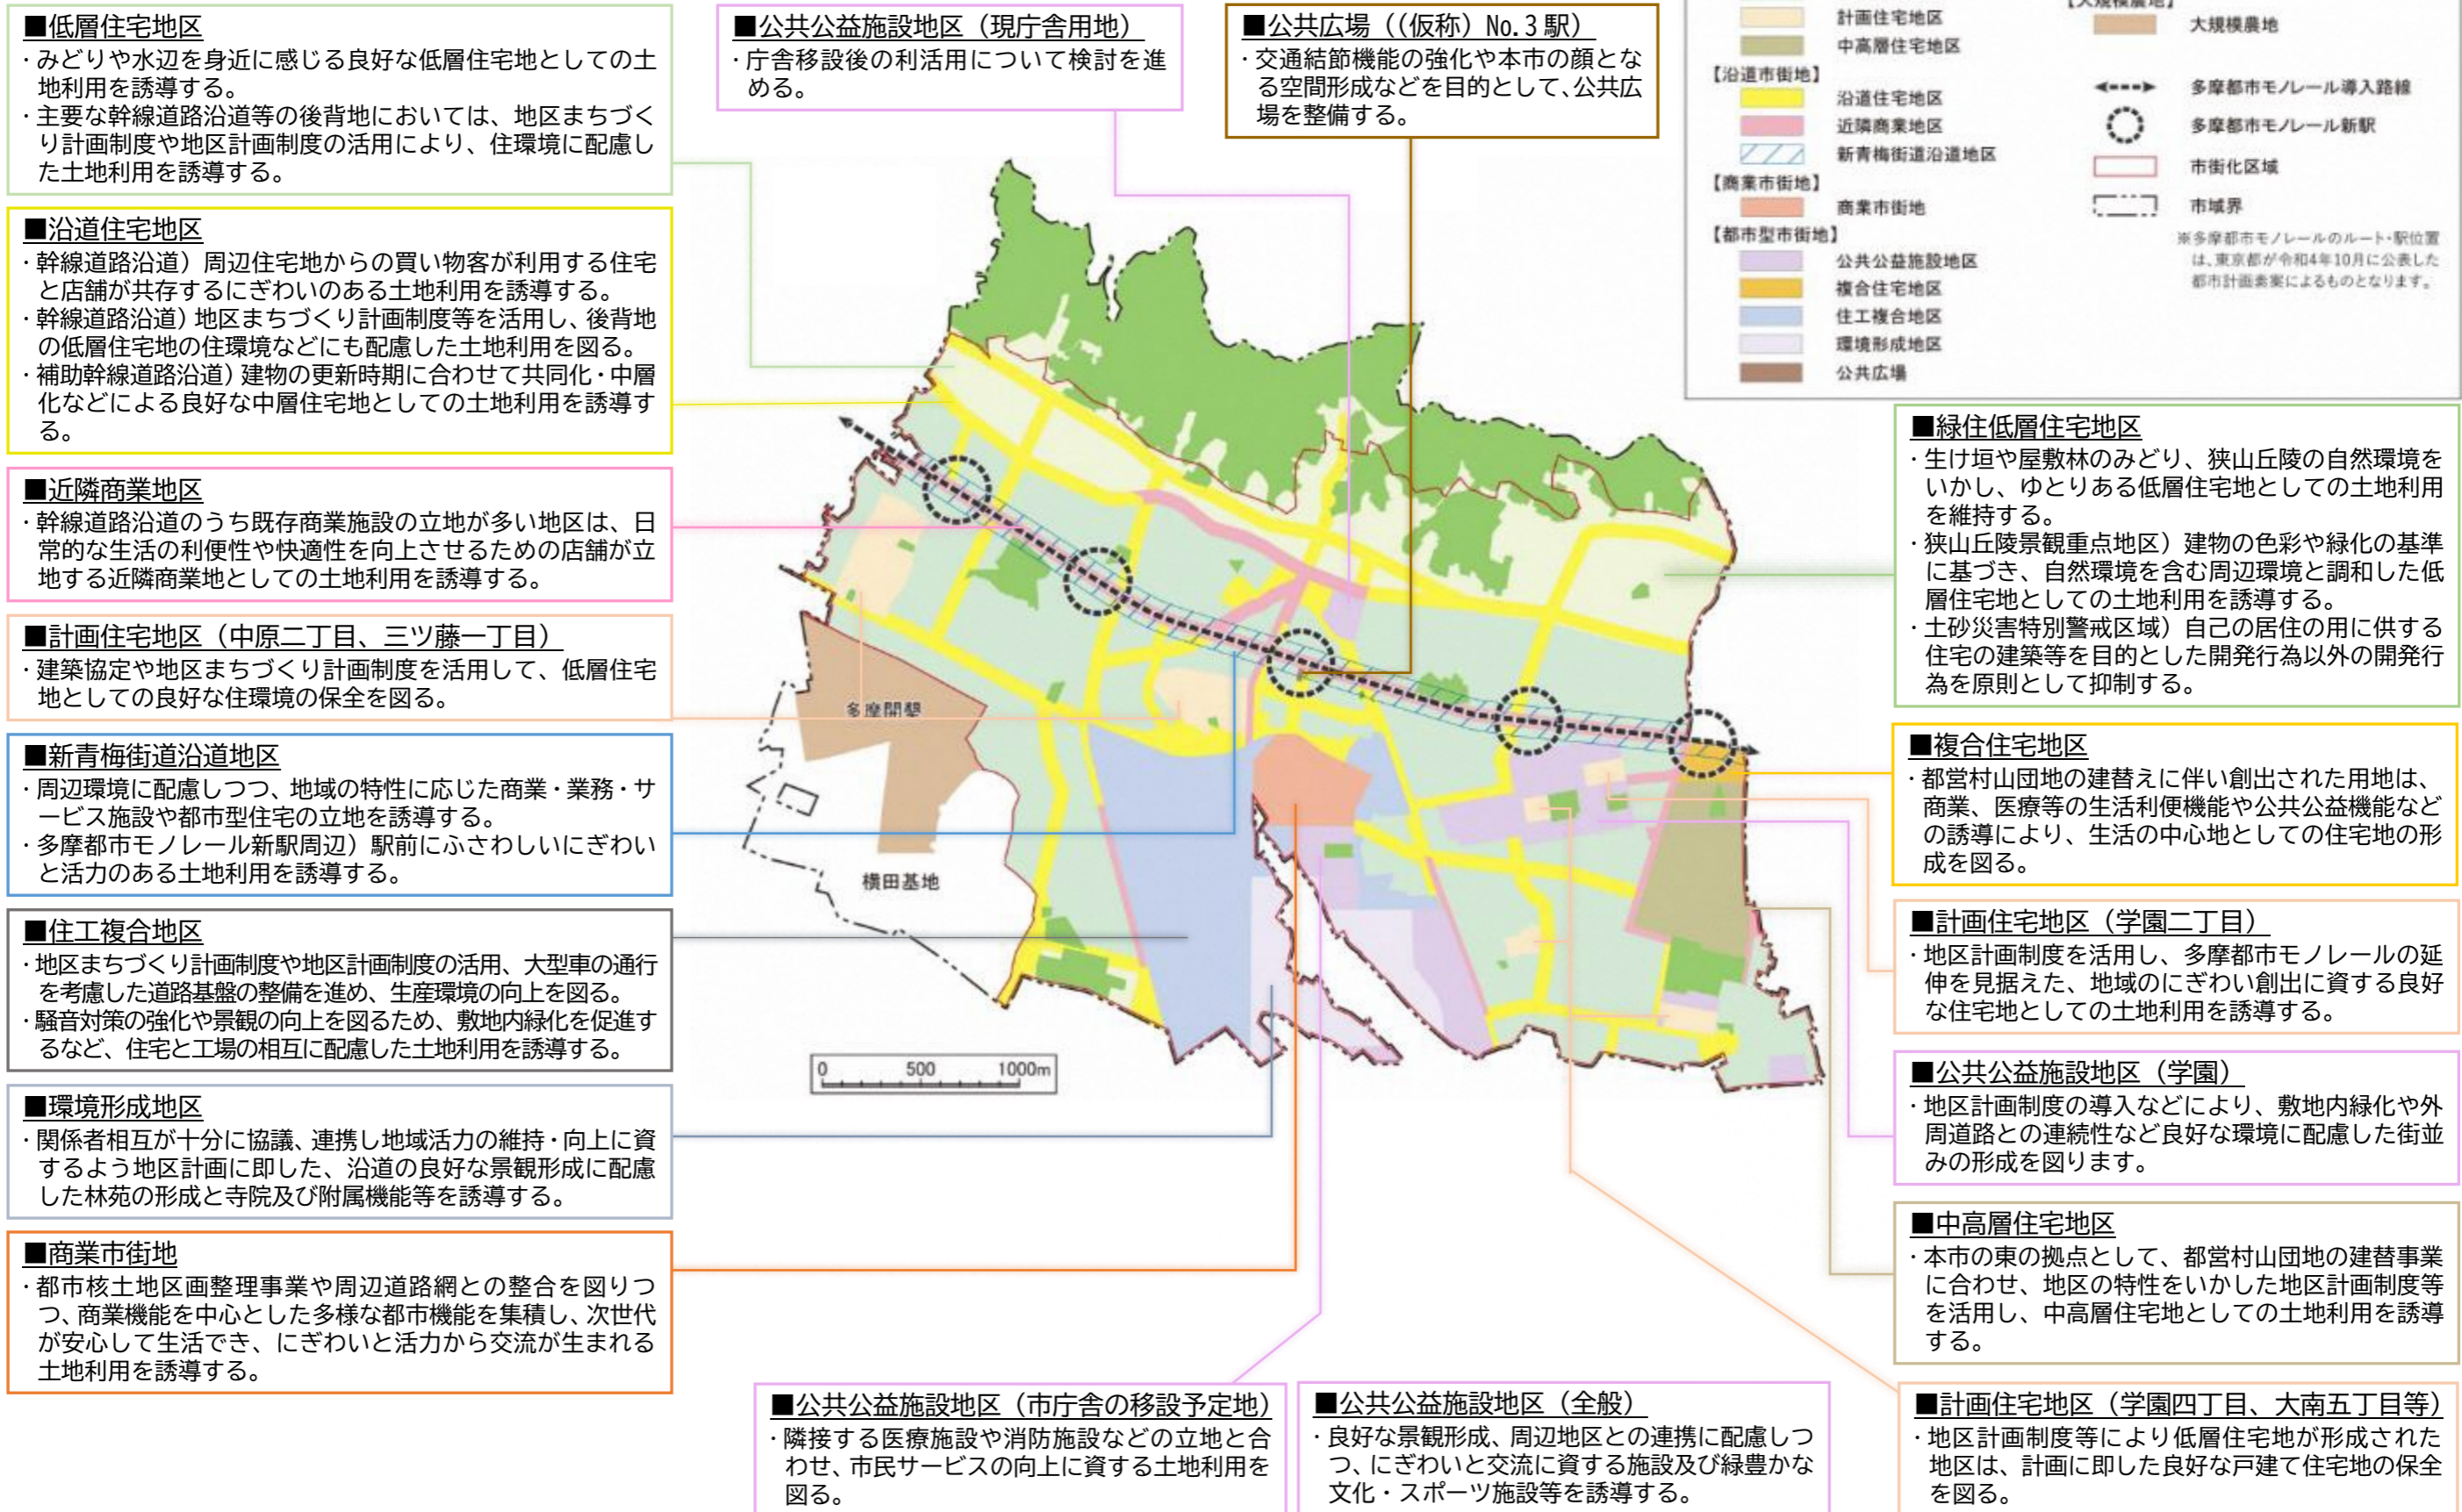 ■低層住宅地区
・みどりや水辺を身近に感じる良好な低層住宅地としての土
地利用を誘導する。
・主要な幹線道路沿道等の後背地においては、地区まちづく
り計画制度や地区計画制度の活用により、住環境に配慮し
た土地利用を誘導する。
■沿道住宅地区
・幹線道路沿道）周辺住宅地からの買い物客が利用する住宅
と店舗が共存するにぎわいのある土地利用を誘導する。
・幹線道路沿道）地区まちづくり計画制度等を活用し、後背地
の低層住宅地の住環境などにも配慮した土地利用を図る。
・補助幹線道路沿道）建物の更新時期に合わせて共同化・中層
化などによる良好な中層住宅地としての土地利用を誘導す
る。
■近隣商業地区
・幹線道路沿道のうち既存商業施設の立地が多い地区は、日
常的な生活の利便性や快適性を向上させるための店舗が立
地する近隣商業地としての土地利用を誘導する。
■計画住宅地区（中原二丁目、三ツ藤一丁目）
・建築協定や地区まちづくり計画制度を活用して、低層住宅
地としての良好な住環境の保全を図る。
■新青梅街道沿道地区
・周辺環境に配慮しつつ、地域の特性に応じた商業・業務・サ
ービス施設や都市型住宅の立地を誘導する。
・多摩都市モノレール新駅周辺）駅前にふさわしいにぎわい
と活力のある土地利用を誘導する。
■住工複合地区
・地区まちづくり計画制度や地区計画制度の活用、大型車の通行
を考慮した道路基盤の整備を進め、生産環境の向上を図る。
・騒音対策の強化や景観の向上を図るため、敷地内緑化を促進す
るなど、住宅と工場の相互に配慮した土地利用を誘導する。
■環境形成地区
・関係者相互が十分に協議、連携し地域活力の維持・向上に資
するよう地区計画に即した、沿道の良好な景観形成に配慮
した林苑の形成と寺院及び附属機能等を誘導する。
■商業市街地
・都市核土地区画整理事業や周辺道路網との整合を図りつ
つ、商業機能を中心とした多様な都市機能を集積し、次世代
が安心して生活でき、にぎわいと活力から交流が生まれる
土地利用を誘導する。
■公共公益施設地区（現庁舎用地）
・庁舎移設後の利活用について検討を進
める。
■公共広場（（仮称）No.3 駅）
・交通結節機能の強化や本市の顔とな
る空間形成などを目的として、公共広
場を整備する。
計画住宅地区
中高層住宅地区
【沿道市街地】
沿道住宅地区
近隣商業地区
新青梅街道沿道地区
【商業市街地】
商業市街地
【都市型市街地】
公共公益施設地区
複合住宅地区
住工複合地区
環境形成地区
公共広場
【大規模農地】
大規模農地
多摩都市モノレール導入路線
多摩都市モノレール新駅
市街化区域
市域界
※多摩都市モノレールのルート・駅位置
は、東京都が令和4年10月に公表した
都市計画素案によるものとなります。
多摩開墾
横田基地
0 500 1000m
■緑住低層住宅地区
・生け垣や屋敷林のみどり、狭山丘陵の自然環境を
いかし、ゆとりある低層住宅地としての土地利用
を維持する。
・狭山丘陵景観重点地区）建物の色彩や緑化の基準
に基づき、自然環境を含む周辺環境と調和した低
層住宅地としての土地利用を誘導する。
・土砂災害特別警戒区域）自己の居住の用に供する
住宅の建築等を目的とした開発行為以外の開発行
為を原則として抑制する。
■複合住宅地区
・都営村山団地の建替えに伴い創出された用地は、
商業、医療等の生活利便機能や公共公益機能など
の誘導により、生活の中心地としての住宅地の形
成を図る。
■計画住宅地区（学園二丁目）
・地区計画制度を活用し、多摩都市モノレールの延
伸を見据えた、地域のにぎわい創出に資する良好
な住宅地としての土地利用を誘導する。
■公共公益施設地区（学園）
・地区計画制度の導入などにより、敷地内緑化や外
周道路との連続性など良好な環境に配慮した街並
みの形成を図ります。
■中高層住宅地区
・本市の東の拠点として、都営村山団地の建替事業
に合わせ、地区の特性をいかした地区計画制度等
を活用し、中高層住宅地としての土地利用を誘導
する。
■計画住宅地区（学園四丁目、大南五丁目等）
・地区計画制度等により低層住宅地が形成された
地区は、計画に即した良好な戸建て住宅地の保全
を図る。
■公共公益施設地区（市庁舎の移設予定地）
・隣接する医療施設や消防施設などの立地と合
わせ、市民サービスの向上に資する土地利用を
図る。
■公共公益施設地区（全般）
・良好な景観形成、周辺地区との連携に配慮しつ
つ、にぎわいと交流に資する施設及び緑豊かな
文化・スポーツ施設等を誘導する。